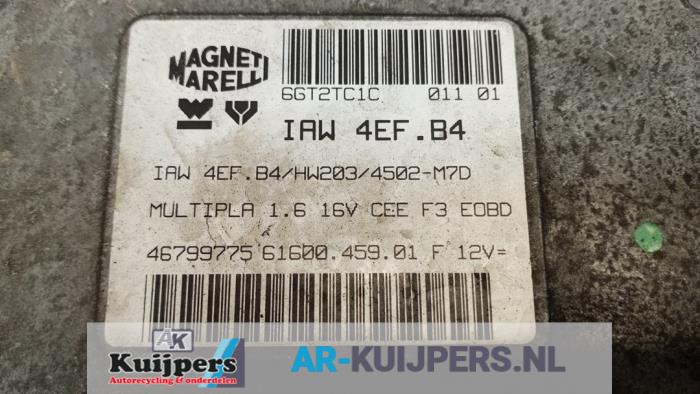 MAGNETI
MARELLI
6GT2TC1C 011 01
IAW 4EF.B4
IAW 4EF.B4/HW203/4502-M7D
MULTIPLA 1.6 16V CEE F3 EOBD
46799775 61600.459.01 F 12V=
AK
Kuijpers
Autorecycling & onderdelen
AR-KUIJPERS.NL